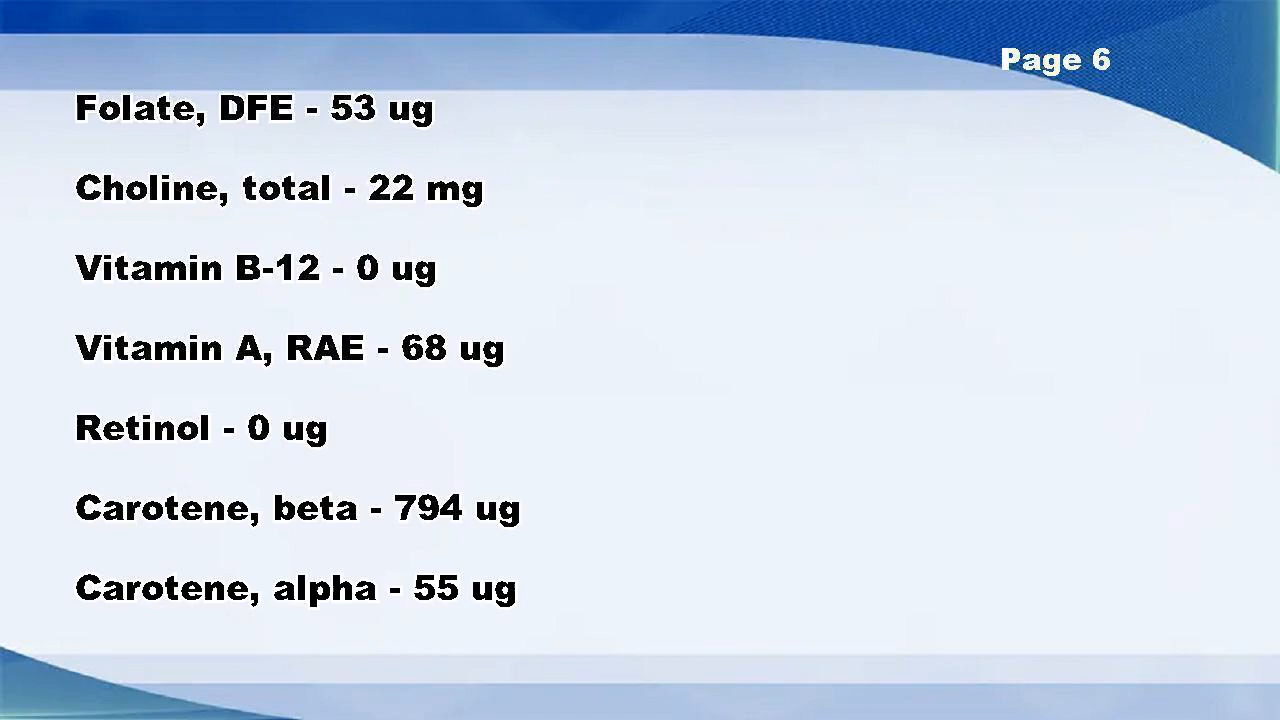 Page 6
Folate, DFE - 53 ug
Choline, total - 22 mg
Vitamin B-12 - 0 ug
Vitamin A, RAE - 68 ug
Retinol - 0 ug
Carotene, beta - 794 ug
Carotene, alpha - 55 ug